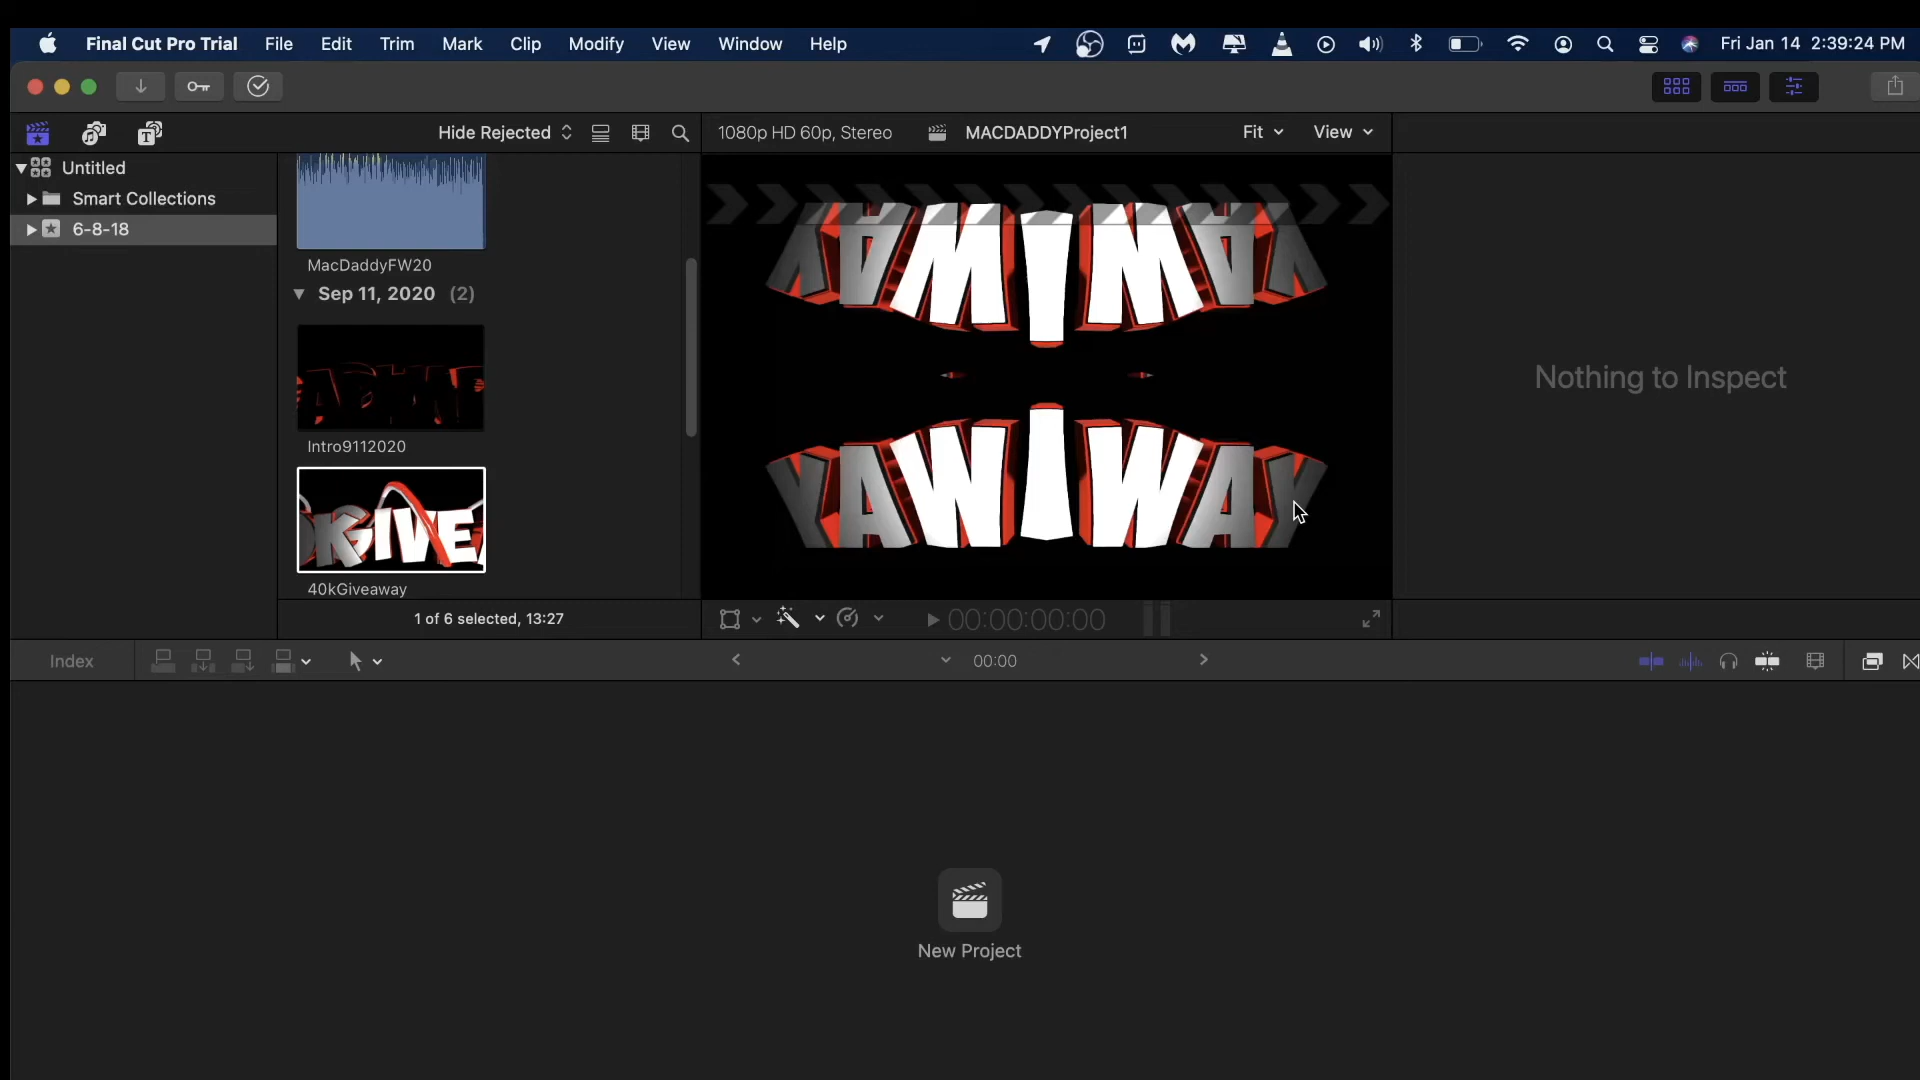 Final Cut Pro Trial File Edit Trim Mark Clip Modify View Window Help Fri Jan 14 2:39:24 PM
Hide Rejected 1080p HD 60p, Stereo MACDADDYProject1 Fit View
Untitled
Smart Collections
6-8-18
MacDaddyFW20
Sep 11, 2020 (2)
Intro9112020
KGIVE
40kGiveaway
1 of 6 selected, 13:27
YAWIWAY
Nothing to Inspect
00:00:00:00
Index 00:00
New Project